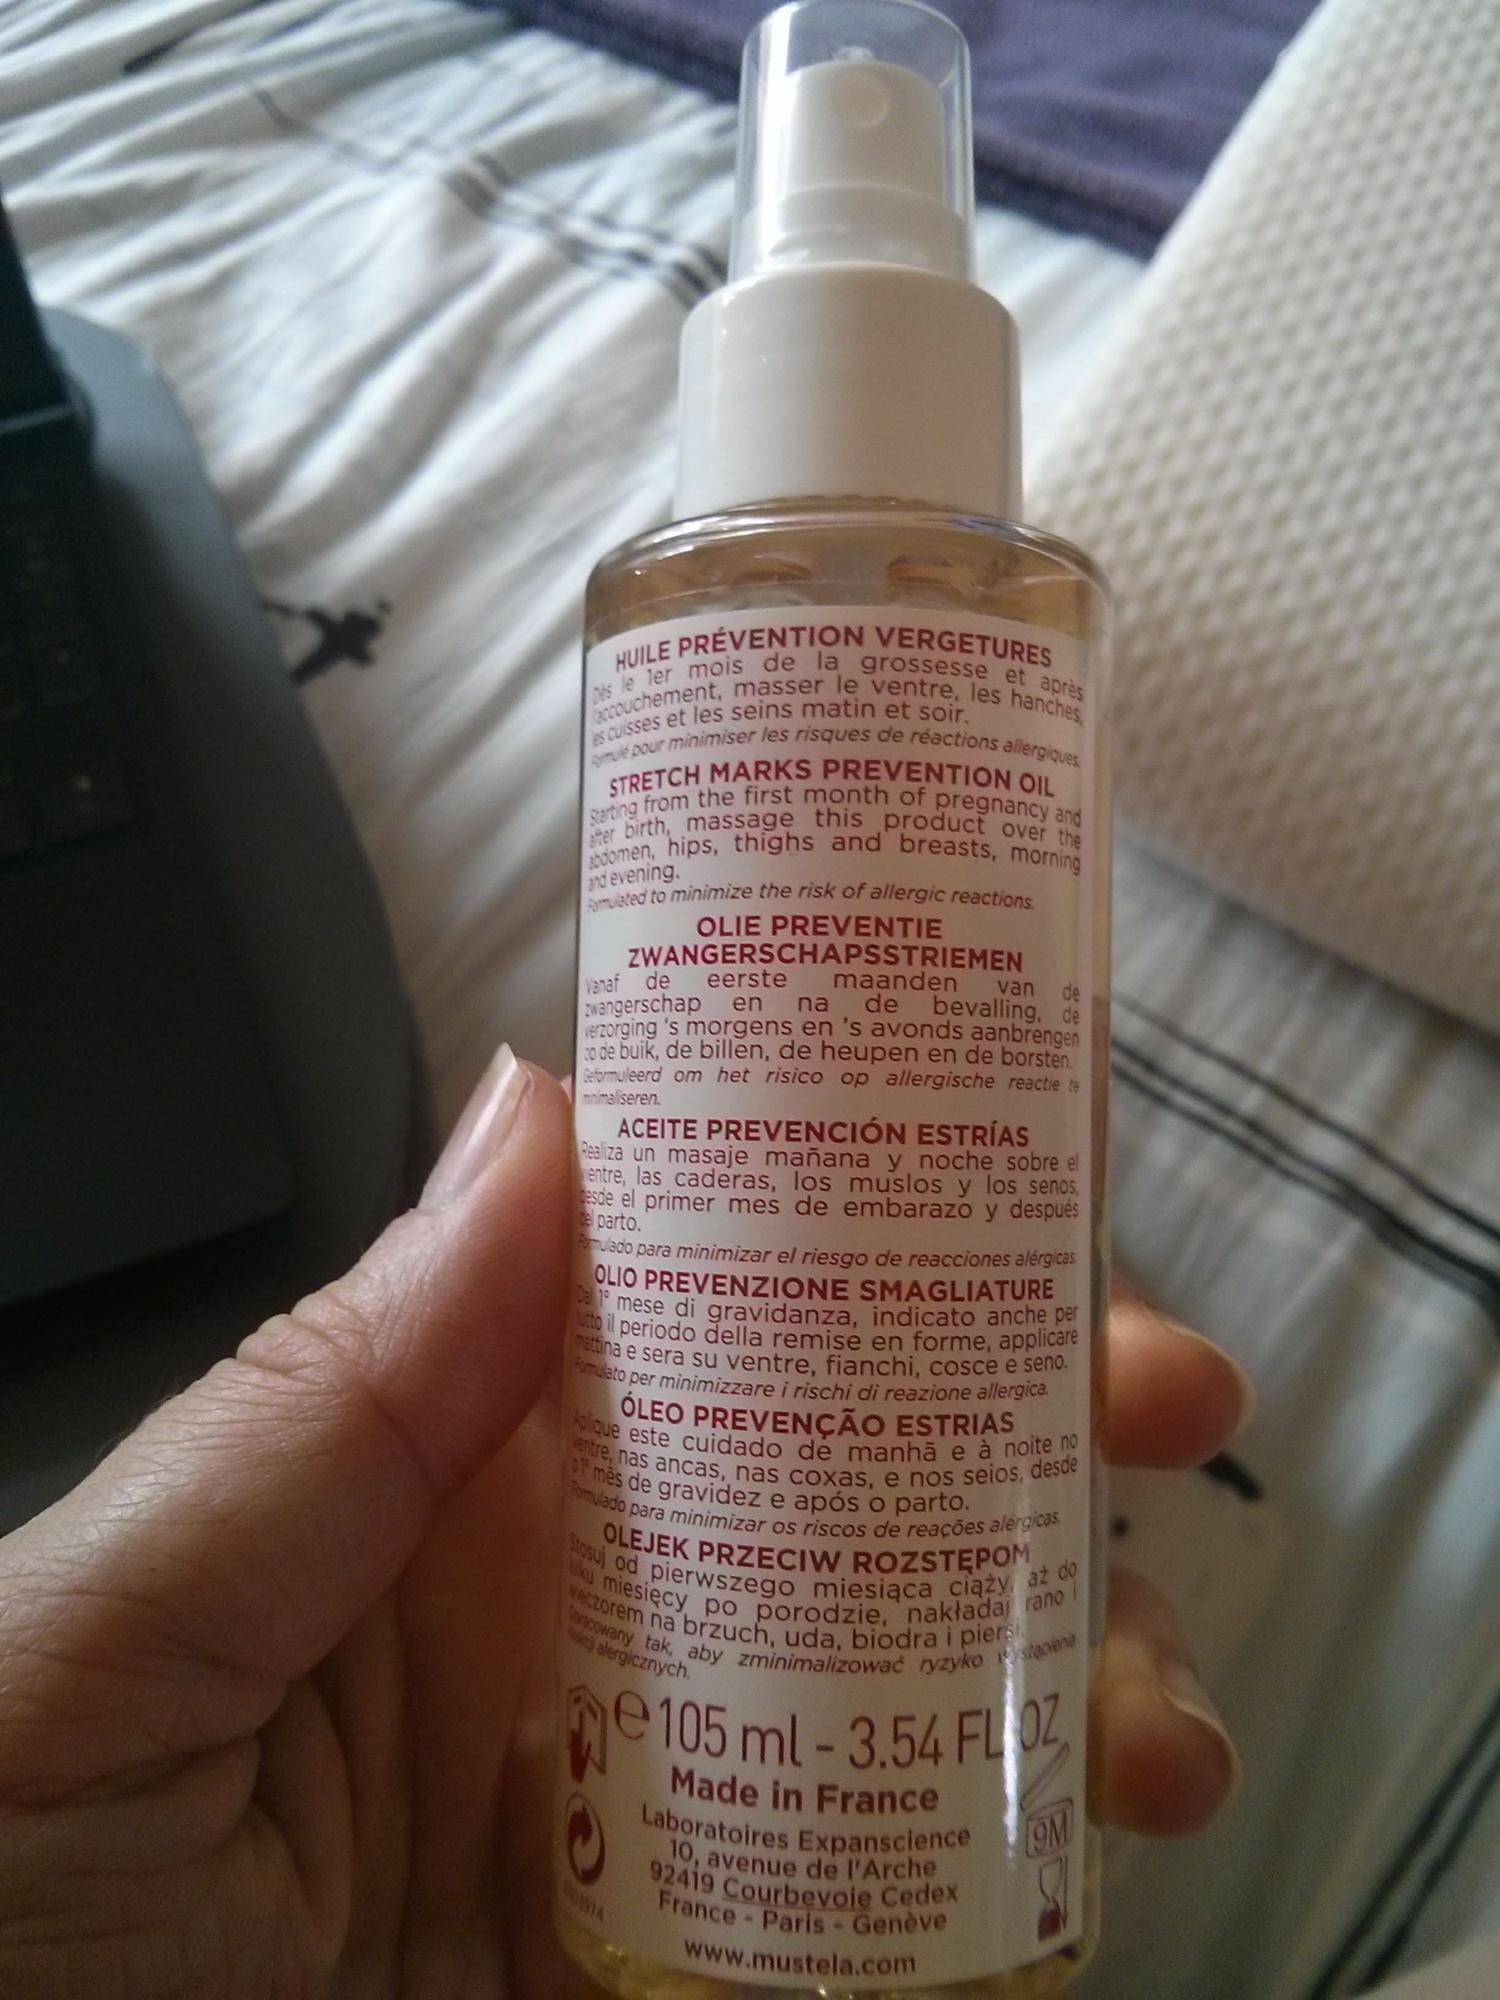 HUILE PRÉVENTION VERGETURES
Dès le 1er mois de la grossesse et après
l'accouchement, masser le ventre, les hanches,
les cuisses et les seins matin et soir.
Formulé pour minimiser les risques de réactions allergiques.
STRETCH MARKS PREVENTION OIL
Starting from the first month of pregnancy and
after birth, massage this product over the
abdomen, hips, thighs and breasts, morning
and evening.
Formulated to minimize the risk of allergic reactions.
OLIE PREVENTIE
ZWANGERSCHAPSSTRIEMEN
Vanaf de eerste maanden van de
zwangerschap en na de bevalling, de
verzorging 's morgens en 's avonds aanbrengen
op de buik, de billen, de heupen en de borsten.
Geformuleerd om het risico op allergische reactie te
minimaliseren.
ACEITE PREVENCIÓN ESTRÍAS
Realiza un masaje mañana y noche sobre el
vientre, las caderas, los muslos y los senos,
desde el primer mes de embarazo y después
del parto.
Formulado para minimizar el riesgo de reacciones alérgicas.
OLIO PREVENZIONE SMAGLIATURE
Dal 1° mese di gravidanza, indicato anche per
tutto il periodo della remise en forme, applicare
mattina e sera su ventre, fianchi, cosce e seno.
Formulato per minimizzare i rischi di reazione allergica.
ÓLEO PREVENÇÃO ESTRIAS
Aplique este cuidado de manhã e à noite no
ventre, nas ancas, nas coxas, e nos seios, desde
o 1º mês de gravidez e após o parto.
Formulado para minimizar os riscos de reações alérgicas.
OLEJEK PRZECIW ROZSTĘPOM
Stosuj od pierwszego miesiąca ciąży, aż do
kilku miesięcy po porodzie, nakładaj rano i
wieczorem na brzuch, uda, biodra i piersi.
Opracowany tak, aby zminimalizować ryzyko wystąpienia
reakcji alergicznych.
e 105 ml - 3.54 FL OZ
Made in France
9M
Laboratoires Expanscience
10, avenue de l'Arche
92419 Courbevoie Cedex
France - Paris - Genève
www.mustela.com